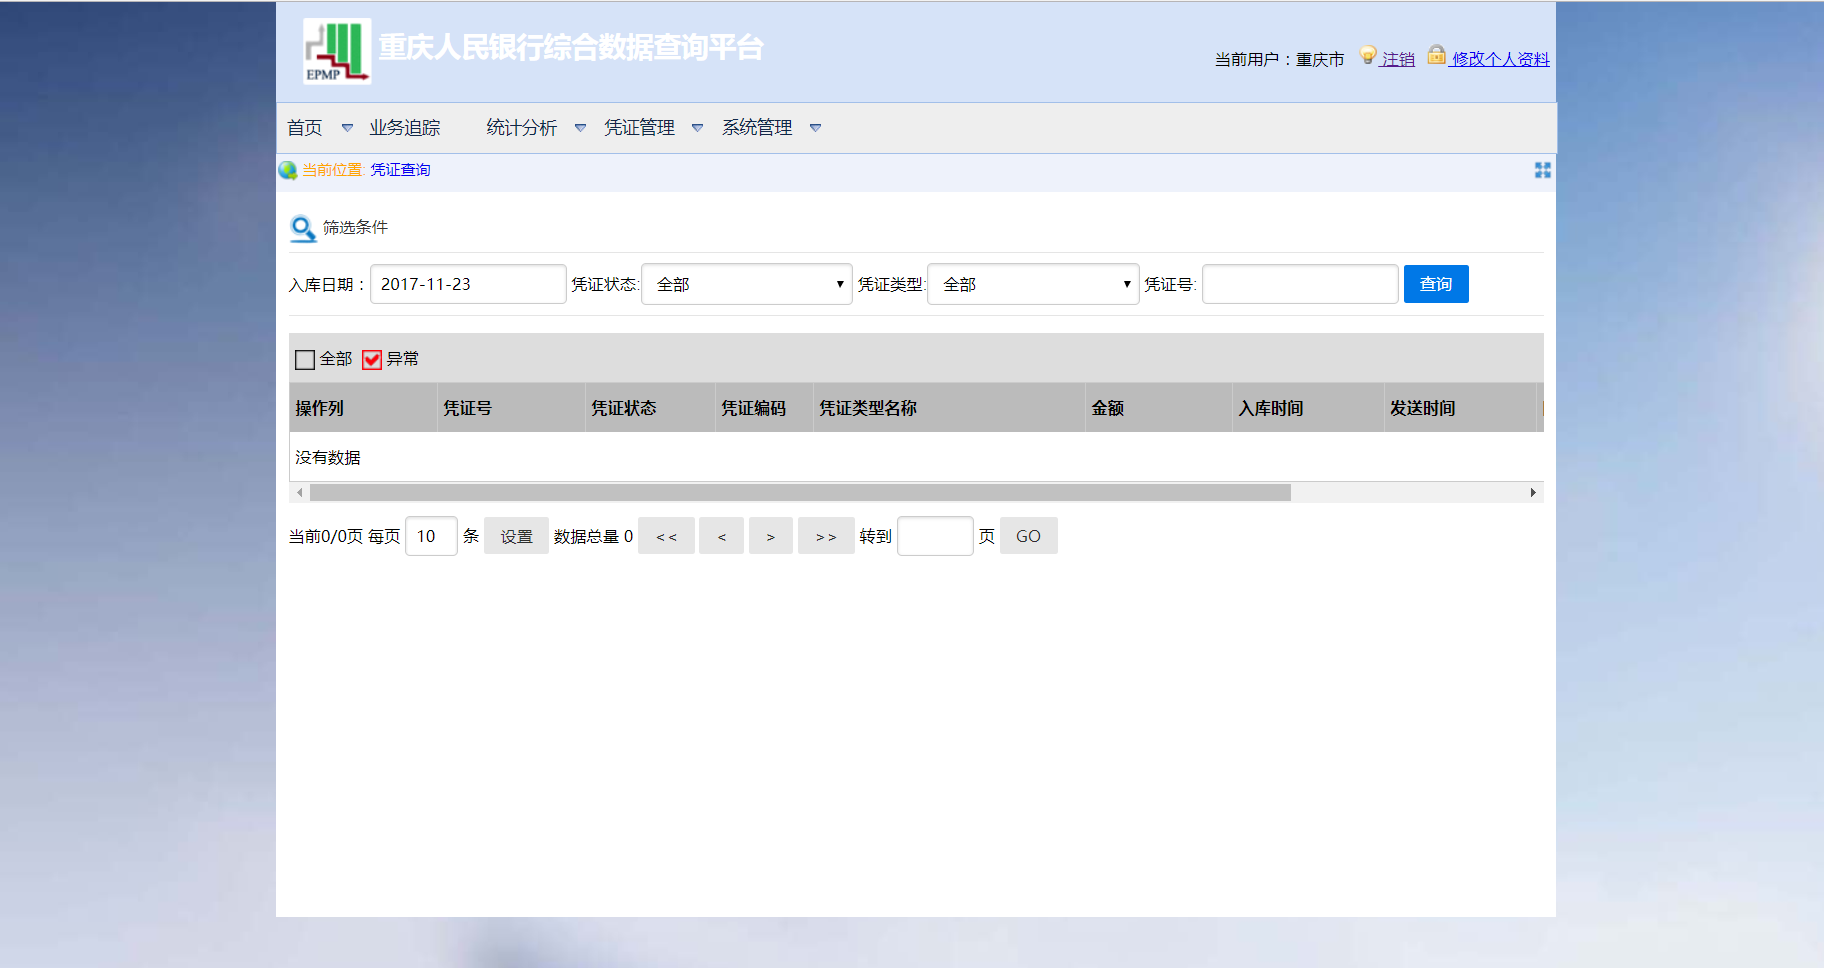 EPMP 重庆人民银行综合数据查询平台
当前用户：重庆市 注销 修改个人资料
首页 业务追踪 统计分析 凭证管理 系统管理
当前位置: 凭证查询
筛选条件
入库日期： 2017-11-23 凭证状态: 全部 凭证类型: 全部 凭证号: 查询
全部 异常
操作列 凭证号 凭证状态 凭证编码 凭证类型名称 金额 入库时间 发送时间
没有数据
当前0/0页 每页 10 条 设置 数据总量 0 << < > >> 转到 页 GO